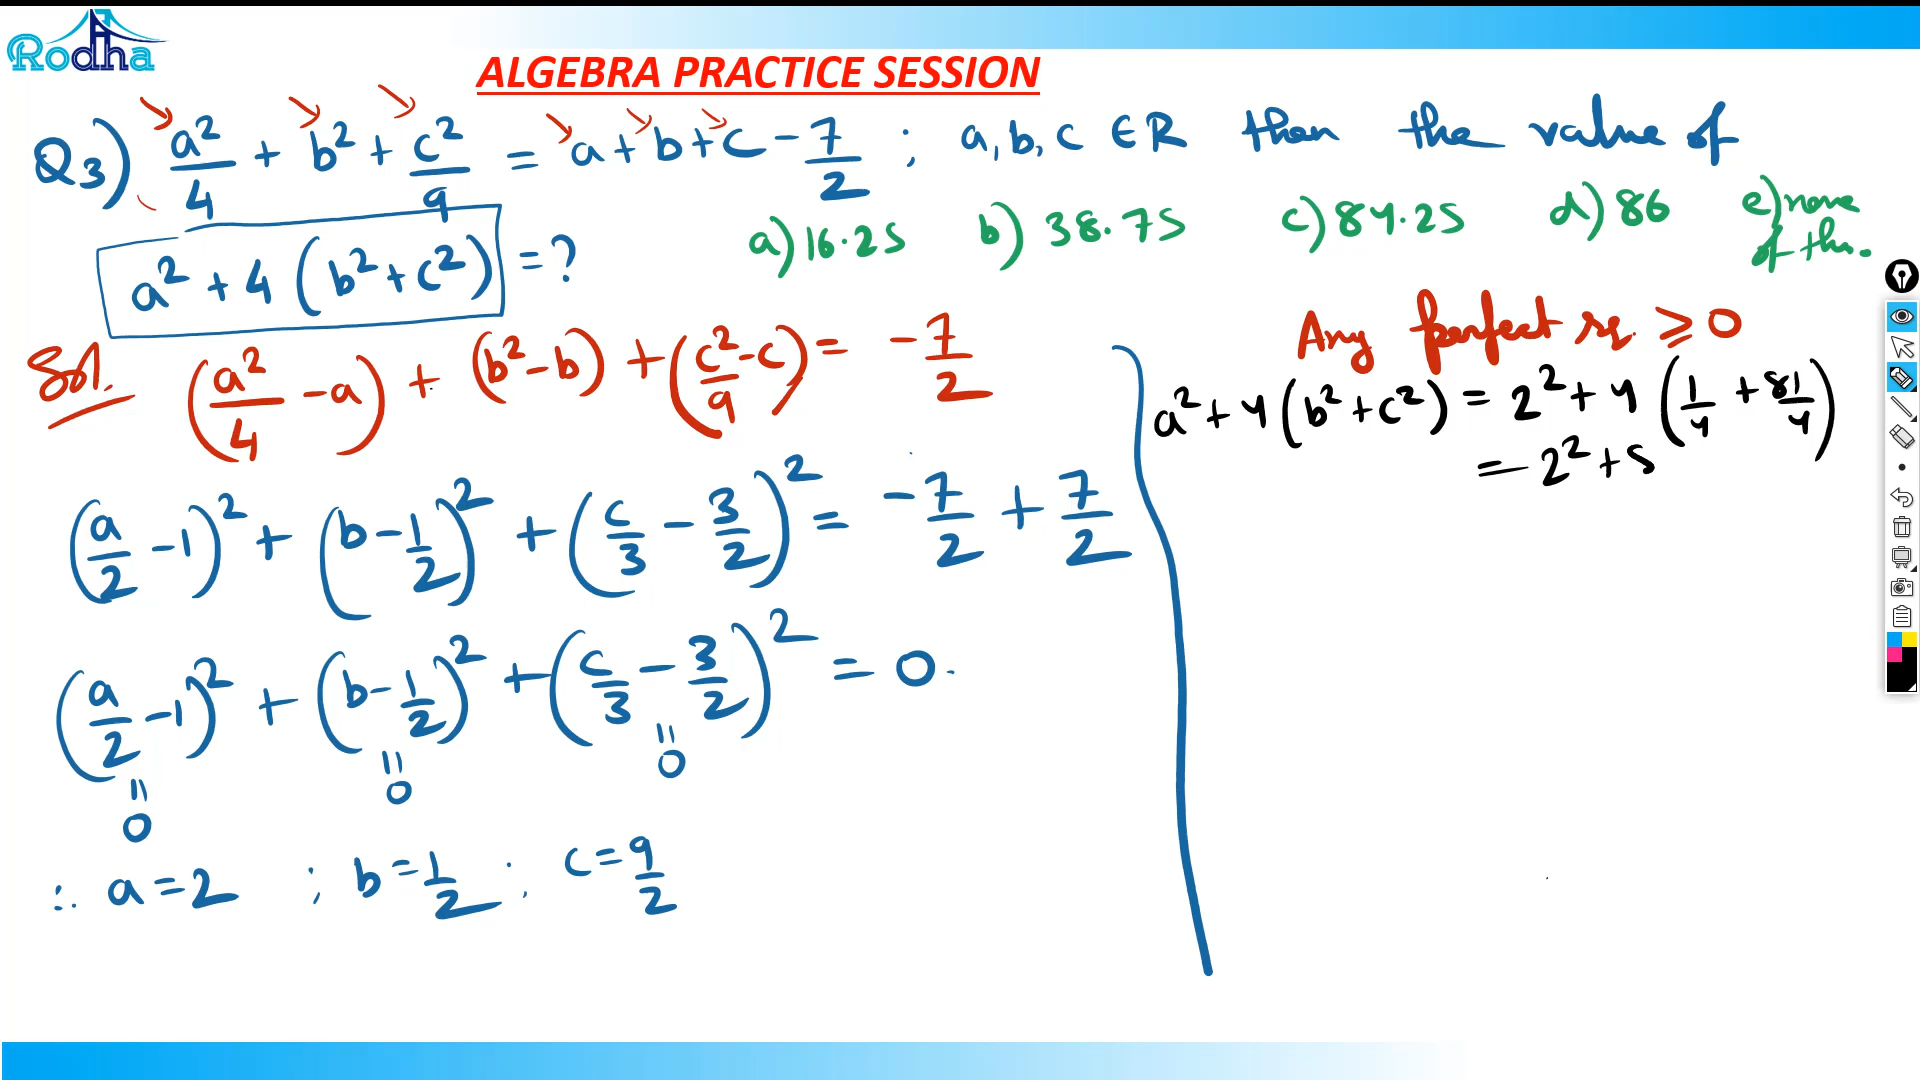 Rodha
ALGEBRA PRACTICE SESSION
Q3) a²/4 + b² + c²/9 = a + b + c - 7/2 ; a, b, c ∈ R then the value of
a² + 4 (b² + c²) = ?
a) 16.25 b) 38.75 c) 84.25 d) 86 e) none of thi.
Any perfect sq. ⩾ 0
Sol. (a²/4 - a) + (b² - b) + (c²/9 - c) = -7/2
a² + 4 (b² + c²) = 2² + 4 (1/4 + 81/4)
= 2² + 8
(a/2 - 1)² + (b - 1/2)² + (c/3 - 3/2)² = -7/2 + 7/2
(a/2 - 1)² + (b - 1/2)² + (c/3 - 3/2)² = 0.
= 0 = 0 = 0
∴ a = 2 ; b = 1/2 ; c = 9/2